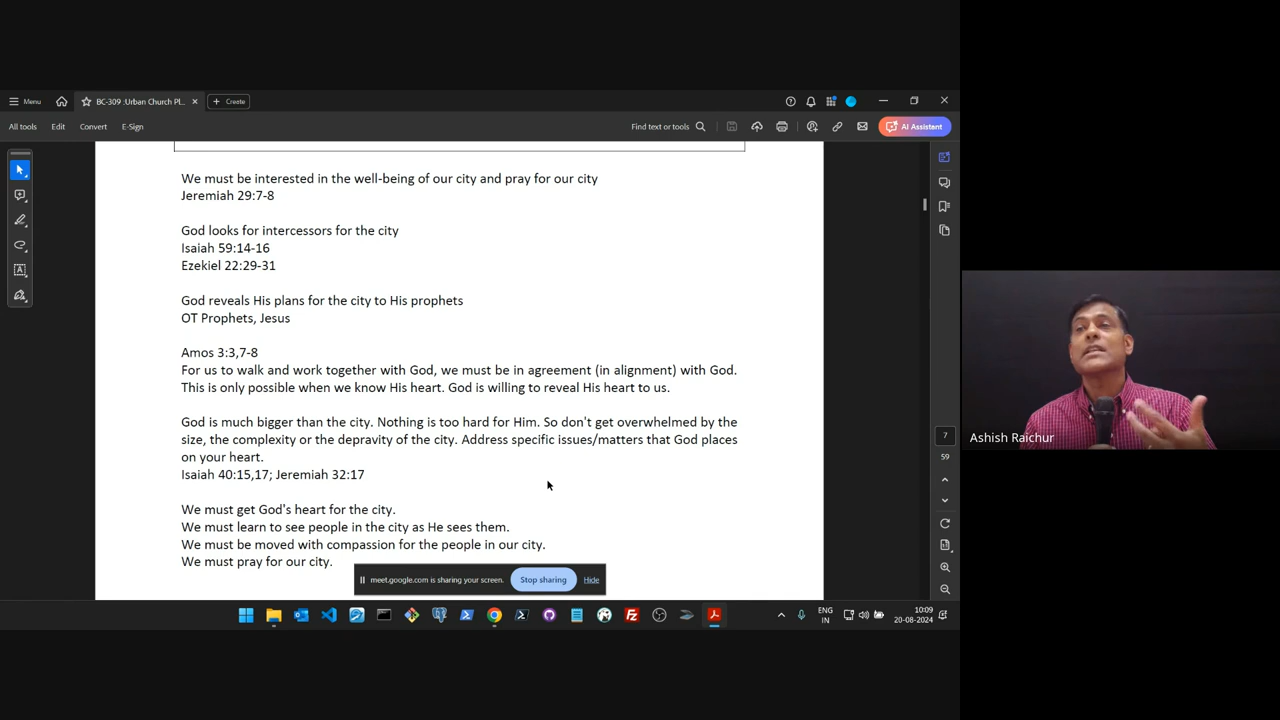 Menu
BC-309 :Urban Church Pl...
Create
All tools
Edit
Convert
E-Sign
Find text or tools
AI Assistant
We must be interested in the well-being of our city and pray for our city
Jeremiah 29:7-8
God looks for intercessors for the city
Isaiah 59:14-16
Ezekiel 22:29-31
God reveals His plans for the city to His prophets
OT Prophets, Jesus
Amos 3:3,7-8
For us to walk and work together with God, we must be in agreement (in alignment) with God.
This is only possible when we know His heart. God is willing to reveal His heart to us.
God is much bigger than the city. Nothing is too hard for Him. So don't get overwhelmed by the
size, the complexity or the depravity of the city. Address specific issues/matters that God places
on your heart.
Isaiah 40:15,17; Jeremiah 32:17
We must get God's heart for the city.
We must learn to see people in the city as He sees them.
We must be moved with compassion for the people in our city.
We must pray for our city.
7
59
Ashish Raichur
meet.google.com is sharing your screen.
Stop sharing
Hide
ENG
IN
10:09
20-08-2024